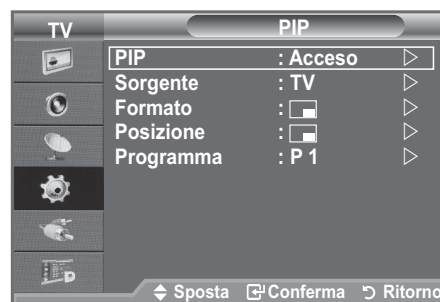 TV PIP
PIP : Acceso
Sorgente : TV
Formato :
Posizione :
Programma : P 1
Sposta Conferma Ritorno